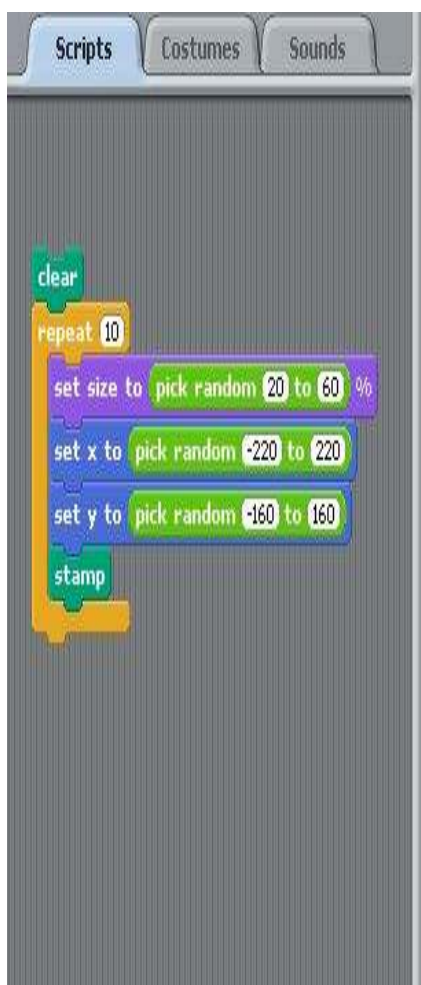 Scripts Costumes Sounds
clear
repeat 10
set size to pick random 20 to 60 %
set x to pick random -220 to 220
set y to pick random -160 to 160
stamp